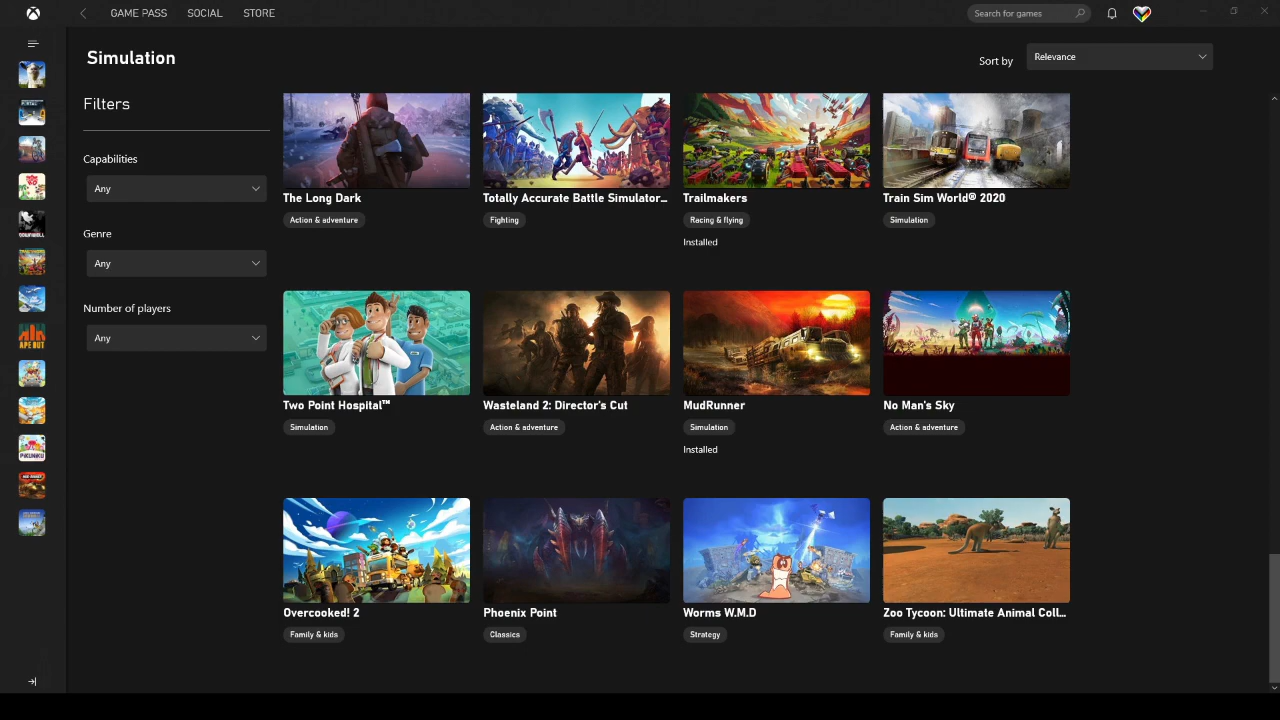 GAME PASS
SOCIAL
STORE
Search for games
Simulation
Sort by
Relevance
Filters
Capabilities
Any
Genre
Any
Number of players
Any
The Long Dark
Action & adventure
Totally Accurate Battle Simulator...
Fighting
Trailmakers
Racing & flying
Installed
Train Sim World® 2020
Simulation
Two Point Hospital™
Simulation
Wasteland 2: Director's Cut
Action & adventure
MudRunner
Simulation
Installed
No Man's Sky
Action & adventure
Overcooked! 2
Family & kids
Phoenix Point
Classics
Worms W.M.D
Strategy
Zoo Tycoon: Ultimate Animal Coll...
Family & kids
APE OUT